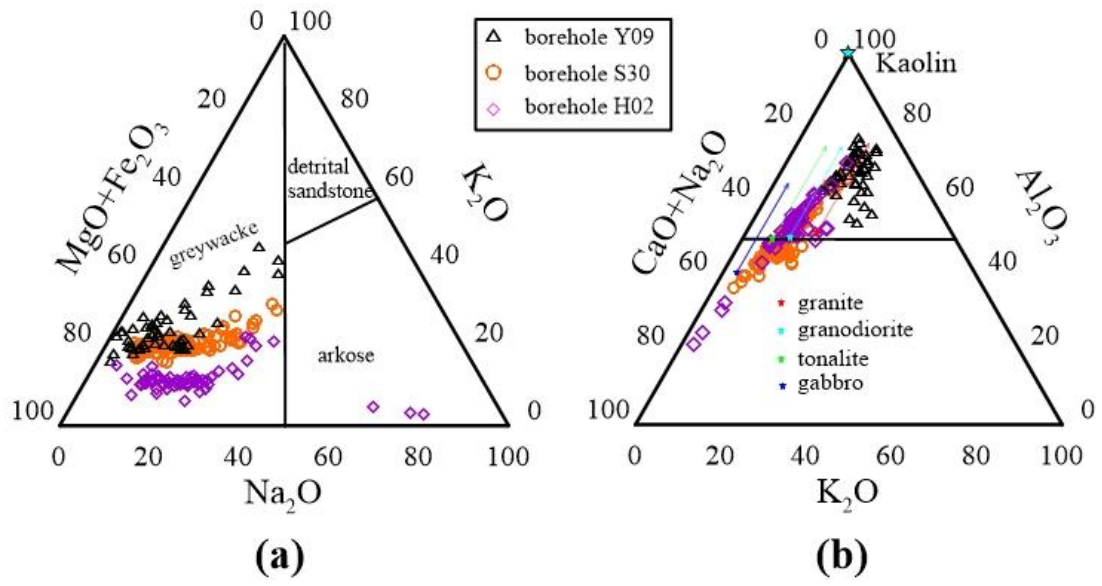 borehole Y09
borehole S30
borehole H02
0
100
20
80
40
60
60
40
80
20
100
0
0
20
40
60
80
100
MgO+Fe₂O₃
K₂O
Na₂O
detrital
sandstone
greywacke
arkose
(a)
0
100
Kaolin
20
80
40
60
60
40
80
20
100
0
20
40
60
80
100
CaO+Na₂O
Al₂O₃
K₂O
granite
granodiorite
tonalite
gabbro
(b)